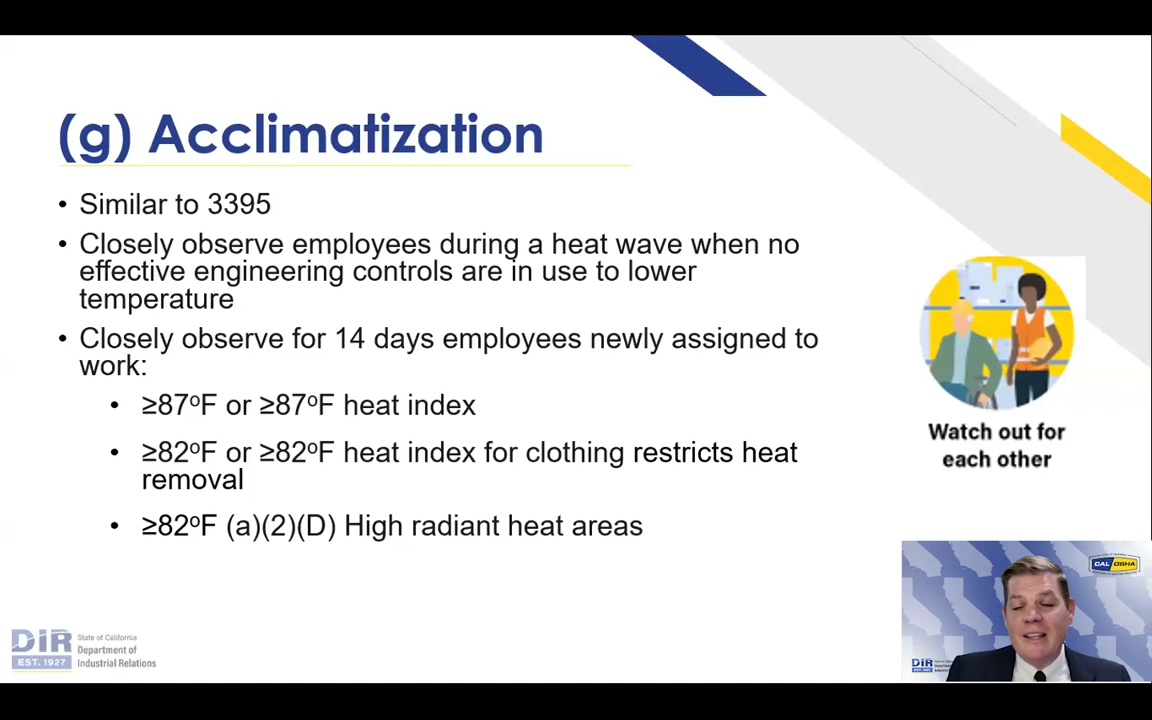 (g) Acclimatization
• Similar to 3395
• Closely observe employees during a heat wave when no
effective engineering controls are in use to lower
temperature
• Closely observe for 14 days employees newly assigned to
work:
• ≥87ºF or ≥87ºF heat index
• ≥82ºF or ≥82ºF heat index for clothing restricts heat
removal
• ≥82ºF (a)(2)(D) High radiant heat areas
Watch out for
each other
DIR
EST. 1927
State of California
Department of
Industrial Relations
CAL OSHA
DIR